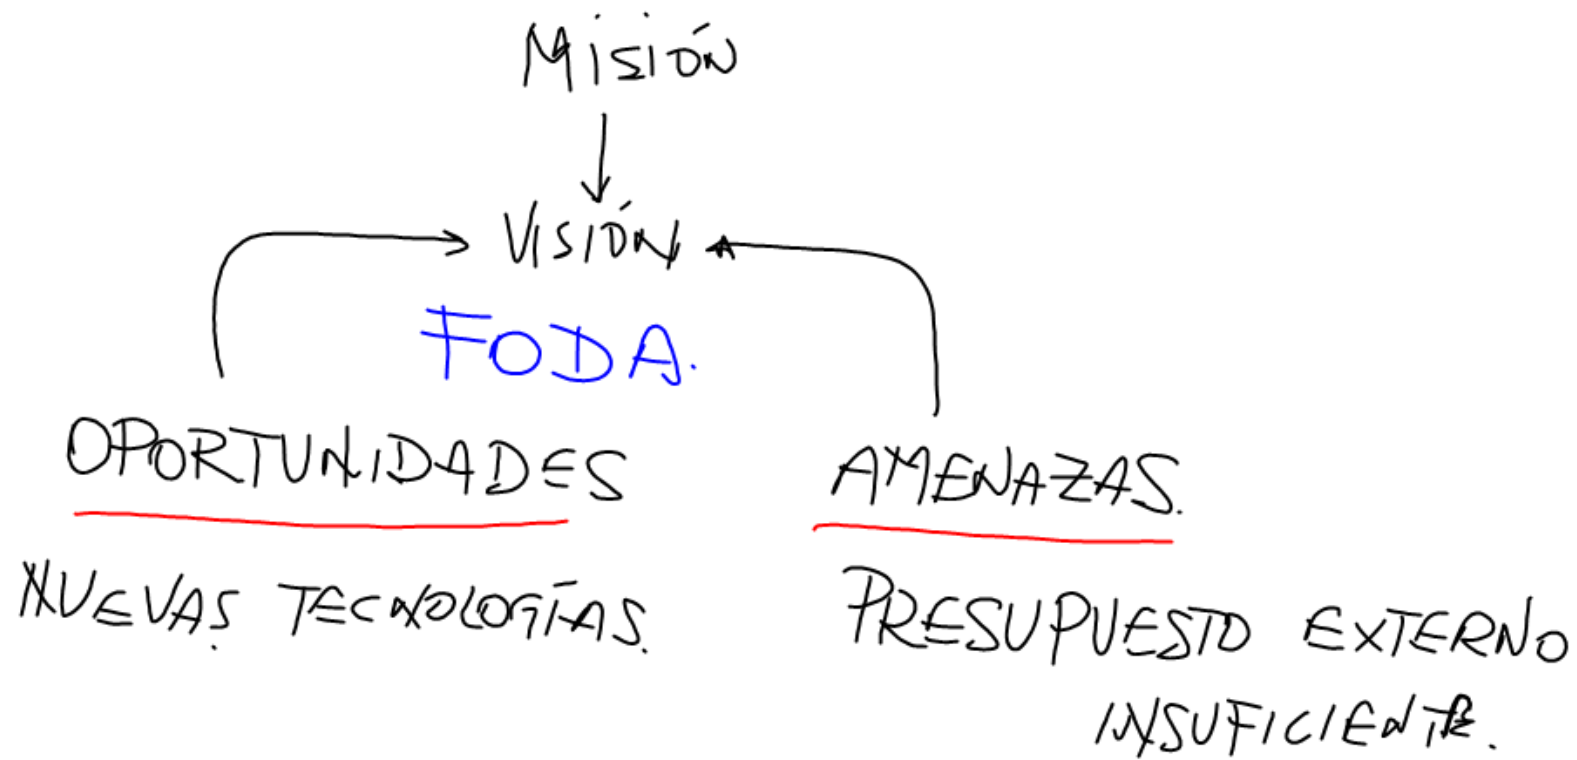 Misión
VISIÓN
FODA.
OPORTUNIDADES
AMENAZAS.
NUEVAS TECNOLOGÍAS.
PRESUPUESTO EXTERNO
INSUFICIENTE.